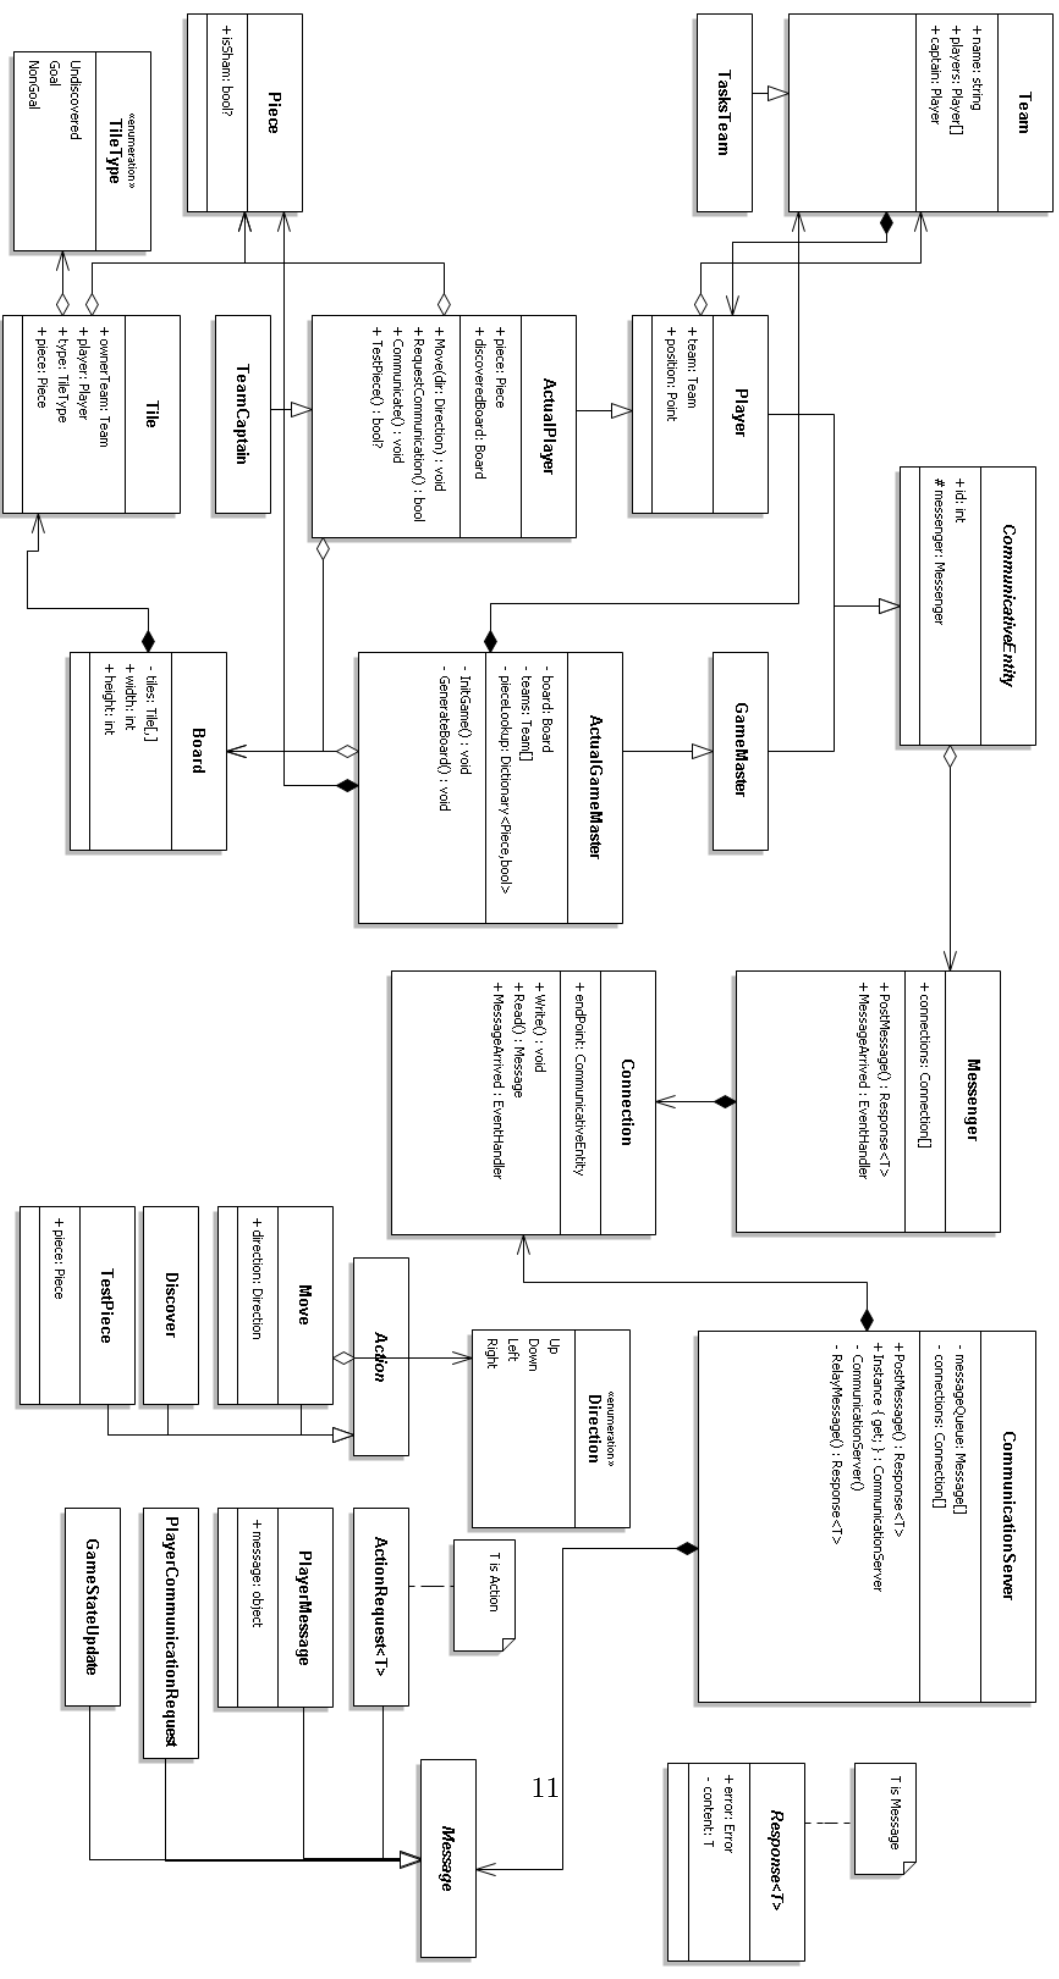 Team
+ name: string
+ players: Player[]
+ captain: Player
TasksTeam
Piece
+ isSham: bool?
«enumeration»
TileType
Undiscovered
Goal
NonGoal
CommunicativeEntity
+ id: int
# messenger: Messenger
Player
+ team: Team
+ position: Point
ActualPlayer
+ piece: Piece
+ discoveredBoard: Board
+ Move(dir: Direction) : void
+ RequestCommunication() : bool
+ Communicate() : void
+ TestPiece() : bool?
TeamCaptain
Tile
+ ownerTeam: Team
+ player: Player
+ type: TileType
+ piece: Piece
GameMaster
ActualGameMaster
- board: Board
- teams: Team[]
- pieceLookup: Dictionary<Piece,bool>
- InitGame() : void
- GenerateBoard() : void
Board
- tiles: Tile[,]
+ width: int
+ height: int
Messenger
+ connections: Connection[]
+ PostMessage() : Response<T>
+ MessageArrived : EventHandler
Connection
+ endPoint: CommunicativeEntity
+ Write() : void
+ Read() : Message
+ MessageArrived : EventHandler
CommunicationServer
- messageQueue: Message[]
- connections: Connection[]
+ PostMessage() : Response<T>
+ Instance { get; } : CommunicationServer
- CommunicationServer()
- RelayMessage() : Response<T>
«enumeration»
Direction
Up
Down
Left
Right
Action
Move
+ direction: Direction
Discover
TestPiece
+ piece: Piece
T is Action
ActionRequest<T>
PlayerMessage
+ message: object
PlayerCommunicationRequest
GameStateUpdate
T is Message
Response<T>
+ error: Error
- content: T
Message
11